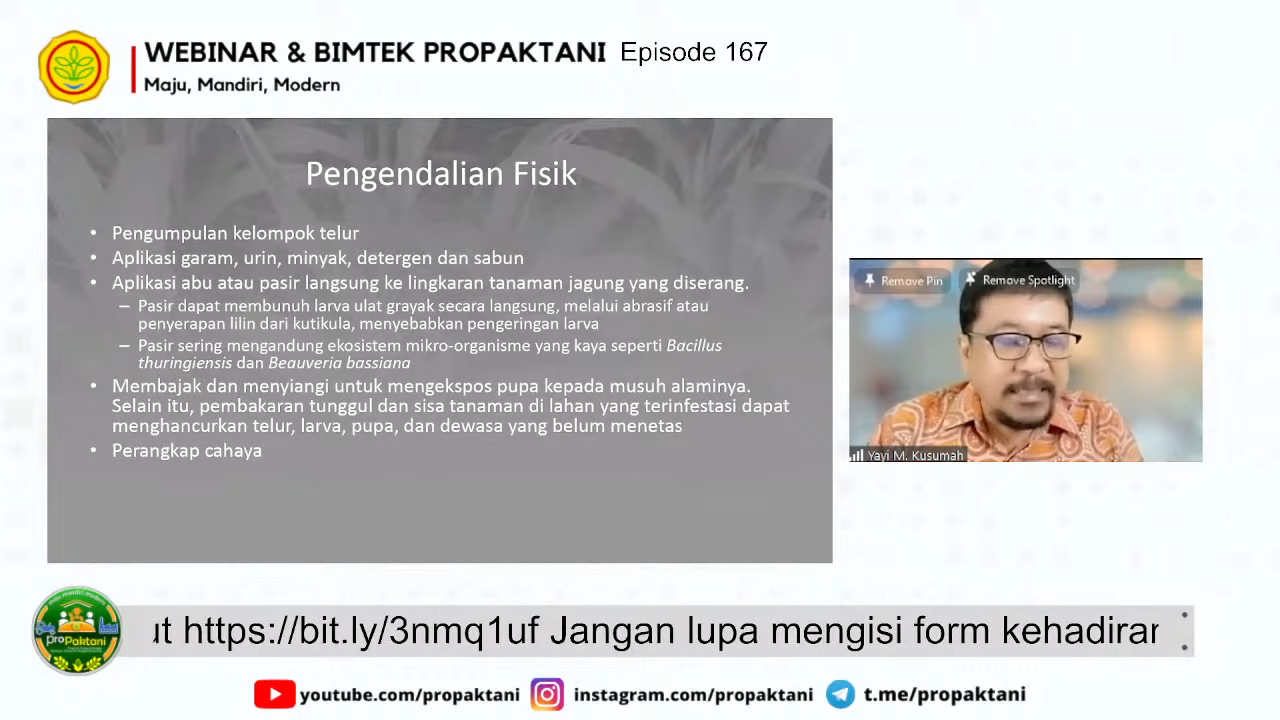 WEBINAR & BIMTEK PROPAKTANI Episode 167
Maju, Mandiri, Modern
Pengendalian Fisik
• Pengumpulan kelompok telur
• Aplikasi garam, urin, minyak, detergen dan sabun
• Aplikasi abu atau pasir langsung ke lingkaran tanaman jagung yang diserang.
– Pasir dapat membunuh larva ulat grayak secara langsung, melalui abrasif atau
penyerapan lilin dari kutikula, menyebabkan pengeringan larva
– Pasir sering mengandung ekosistem mikro-organisme yang kaya seperti Bacillus
thuringiensis dan Beauveria bassiana
• Membajak dan menyiangi untuk mengekspos pupa kepada musuh alaminya.
Selain itu, pembakaran tunggul dan sisa tanaman di lahan yang terinfestasi dapat
menghancurkan telur, larva, pupa, dan dewasa yang belum menetas
• Perangkap cahaya
Remove Pin
Remove Spotlight
Yayi M. Kusumah
maju mandiri modern
proPaktani
ut https://bit.ly/3nmq1uf Jangan lupa mengisi form kehadiran
youtube.com/propaktani
instagram.com/propaktani
t.me/propaktani